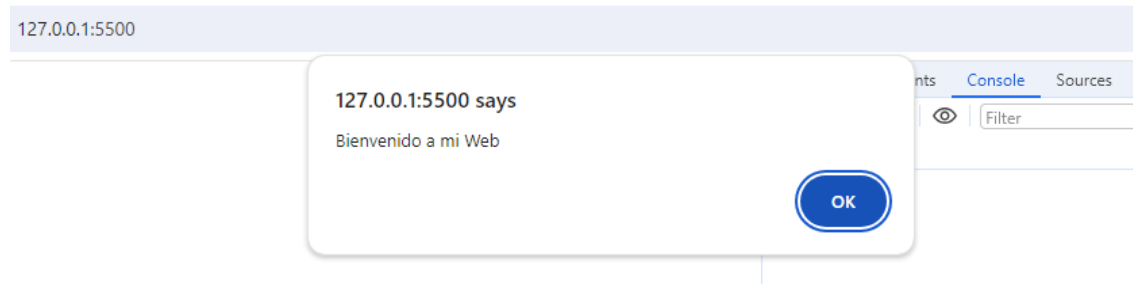 127.0.0.1:5500
127.0.0.1:5500 says
Bienvenido a mi Web
OK
nts Console Sources
Filter